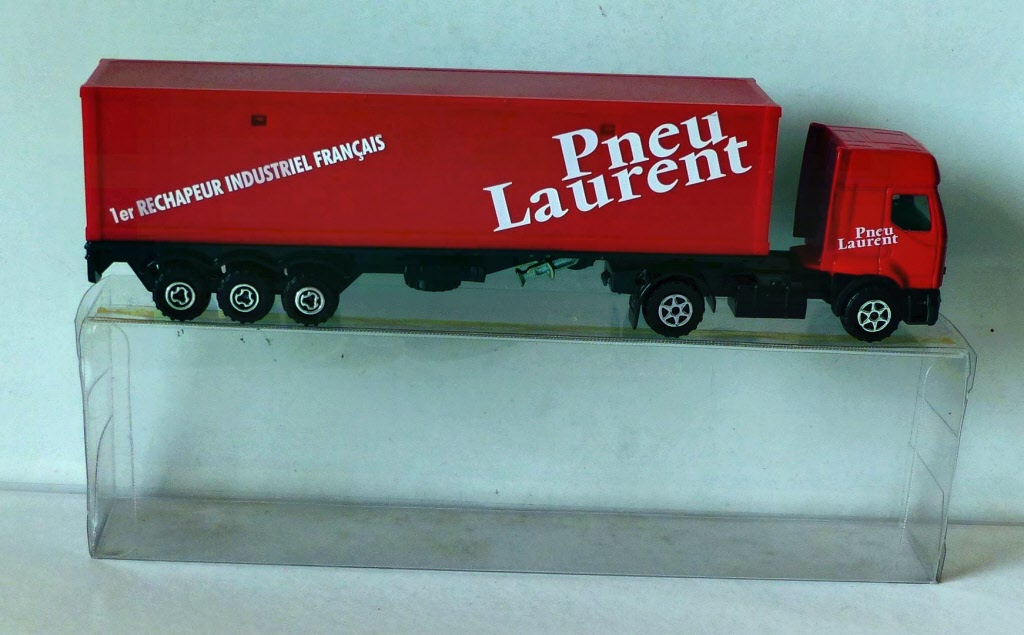 1er RECHAPEUR INDUSTRIEL FRANÇAIS
Pneu
Laurent
Pneu
Laurent